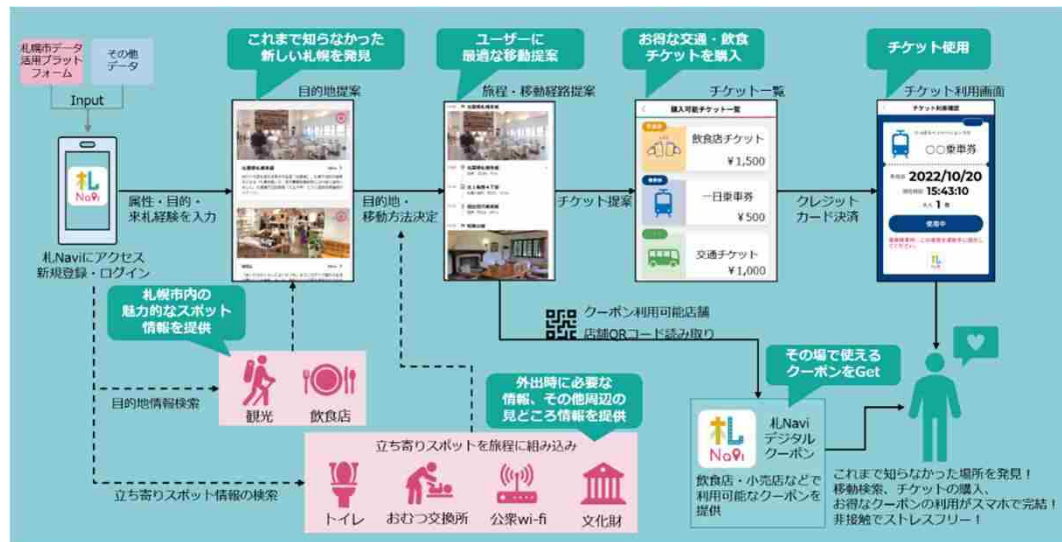 札幌市データ
活用プラット
フォーム
その他
データ
Input
札
Navi
札Naviにアクセス
新規登録・ログイン
属性・目的・
来札経験を入力
これまで知らなかった
新しい札幌を発見
目的地提案
目的地・
移動方法決定
ユーザーに
最適な移動提案
旅程・移動経路提案
チケット提案
お得な交通・飲食
チケットを購入
チケット一覧
購入可能チケット一覧
飲食店チケット
¥1,500
一日乗車券
¥500
交通チケット
¥1,000
クレジット
カード決済
チケット使用
チケット利用画面
チケット利用確認
〇〇乗車券
2022/10/20
15:43:10
大人 1 枚
使用中
札幌市内の
魅力的なスポット
情報を提供
目的地情報検索
観光
飲食店
クーポン利用可能店舗
店舗QRコード読み取り
外出時に必要な
情報、その他周辺の
見どころ情報を提供
立ち寄りスポットを旅程に組み込み
立ち寄りスポット情報の検索
トイレ
おむつ交換所
公衆wi-fi
文化財
その場で使える
クーポンをGet
札
Navi
札Navi
デジタル
クーポン
飲食店・小売店などで
利用可能なクーポンを
提供
これまで知らなかった場所を発見!
移動検索、チケットの購入、
お得なクーポンの利用がスマホで完結!
非接触でストレスフリー!